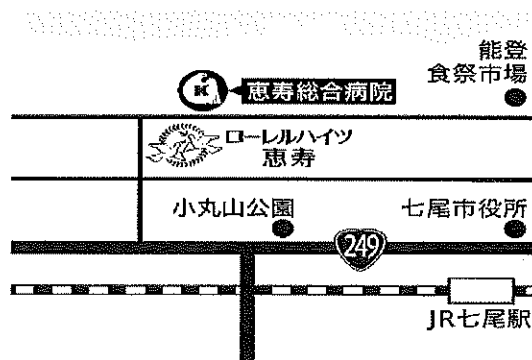 能登
食祭市場
K
恵寿総合病院
ローレルハイツ
恵寿
小丸山公園
七尾市役所
249
JR七尾駅